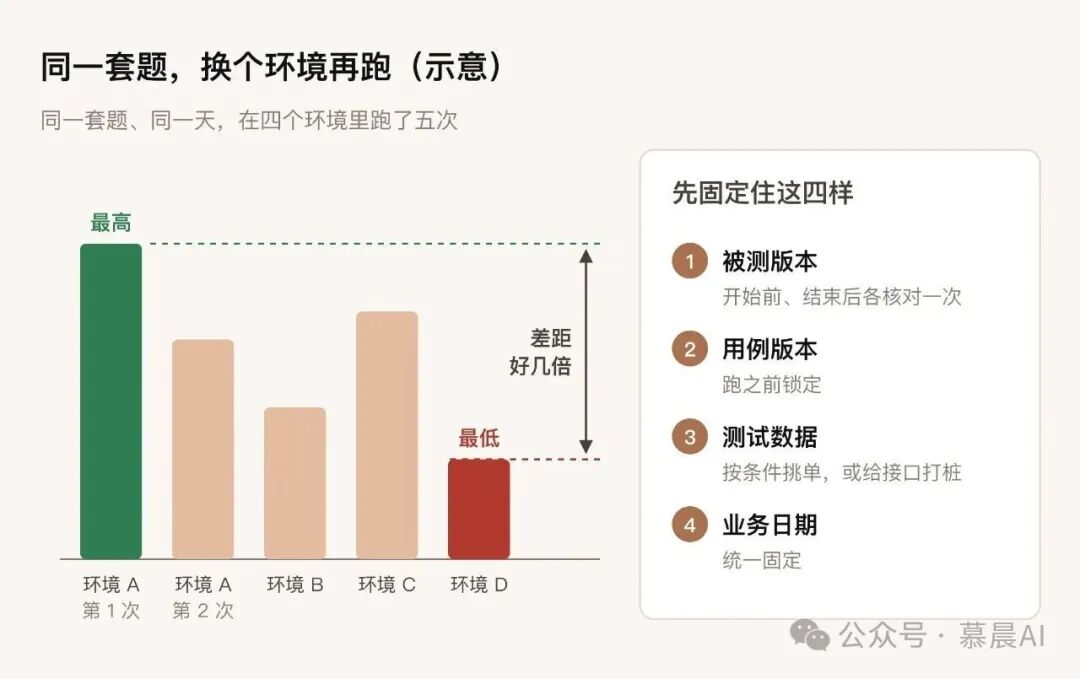 同一套题，换个环境再跑（示意）
同一套题、同一天，在四个环境里跑了五次
最高
差距
好几倍
最低
环境 A
第 1 次
环境 A
第 2 次
环境 B
环境 C
环境 D
先固定住这四样
1 被测版本
开始前、结束后各核对一次
2 用例版本
跑之前锁定
3 测试数据
按条件挑单，或给接口打桩
4 业务日期
统一固定
公众号 · 慕晨AI